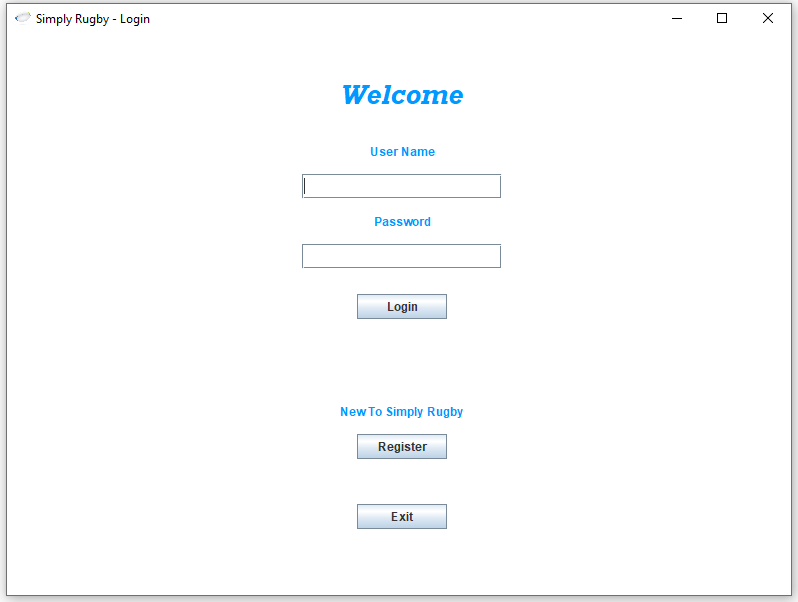 Simply Rugby - Login
Welcome
User Name
Password
Login
New To Simply Rugby
Register
Exit